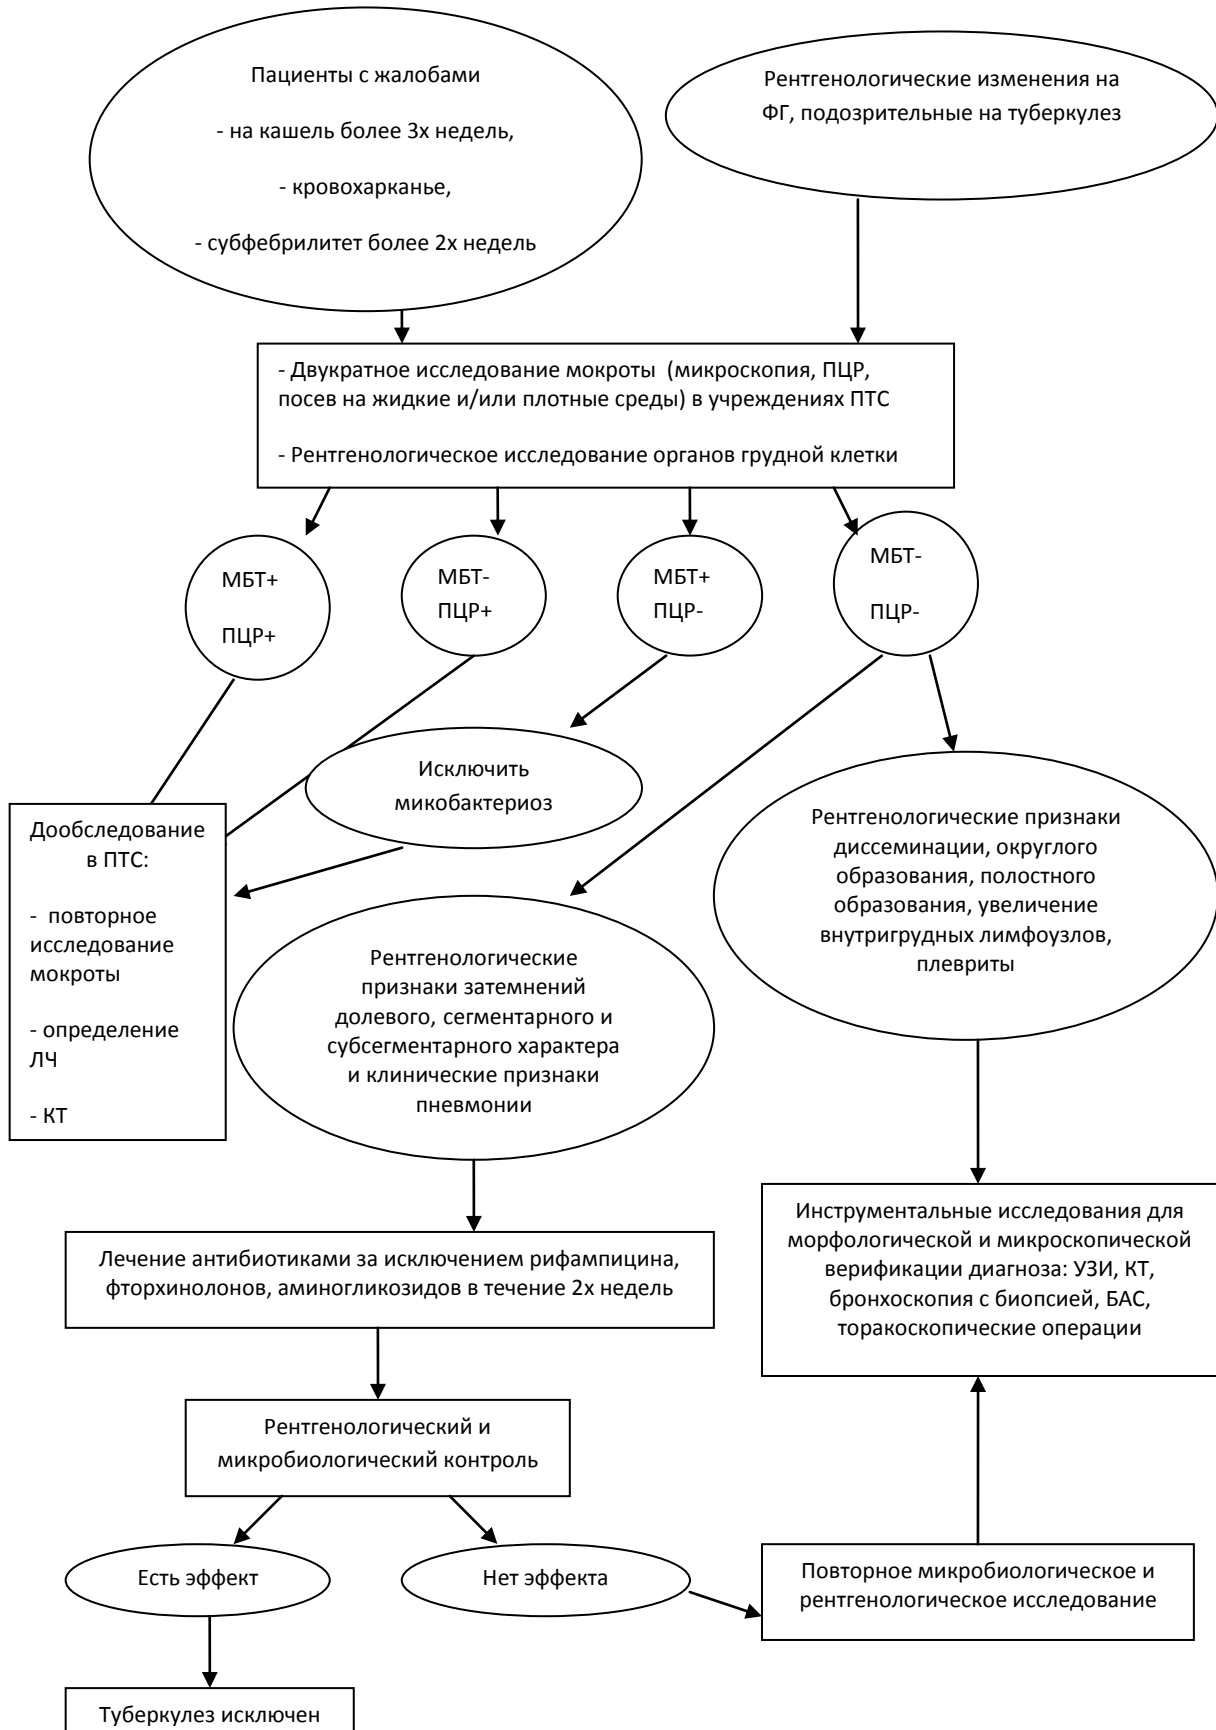 Пациенты с жалобами
- на кашель более 3х недель,
- кровохарканье,
- субфебрилитет более 2х недель
Рентгенологические изменения на
ФГ, подозрительные на туберкулез
- Двукратное исследование мокроты (микроскопия, ПЦР,
посев на жидкие и/или плотные среды) в учреждениях ПТС
- Рентгенологическое исследование органов грудной клетки
МБТ+
ПЦР+
МБТ-
ПЦР+
МБТ+
ПЦР-
МБТ-
ПЦР-
Исключить
микобактериоз
Дообследование
в ПТС:
- повторное
исследование
мокроты
- определение
ЛЧ
- КТ
Рентгенологические
признаки затемнений
долевого, сегментарного и
субсегментарного характера
и клинические признаки
пневмонии
Рентгенологические признаки
диссеминации, округлого
образования, полостного
образования, увеличение
внутригрудных лимфоузлов,
плевриты
Лечение антибиотиками за исключением рифампицина,
фторхинолонов, аминогликозидов в течение 2х недель
Инструментальные исследования для
морфологической и микроскопической
верификации диагноза: УЗИ, КТ,
бронхоскопия с биопсией, БАС,
торакоскопические операции
Рентгенологический и
микробиологический контроль
Есть эффект
Нет эффекта
Повторное микробиологическое и
рентгенологическое исследование
Туберкулез исключен